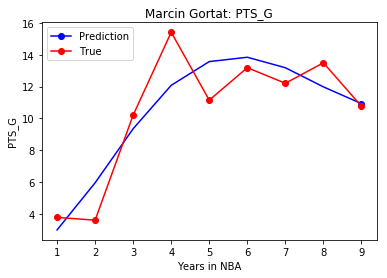 Marcin Gortat: PTS_G
Prediction
True
PTS_G
16
14
12
10
8
6
4
1 2 3 4 5 6 7 8 9
Years in NBA